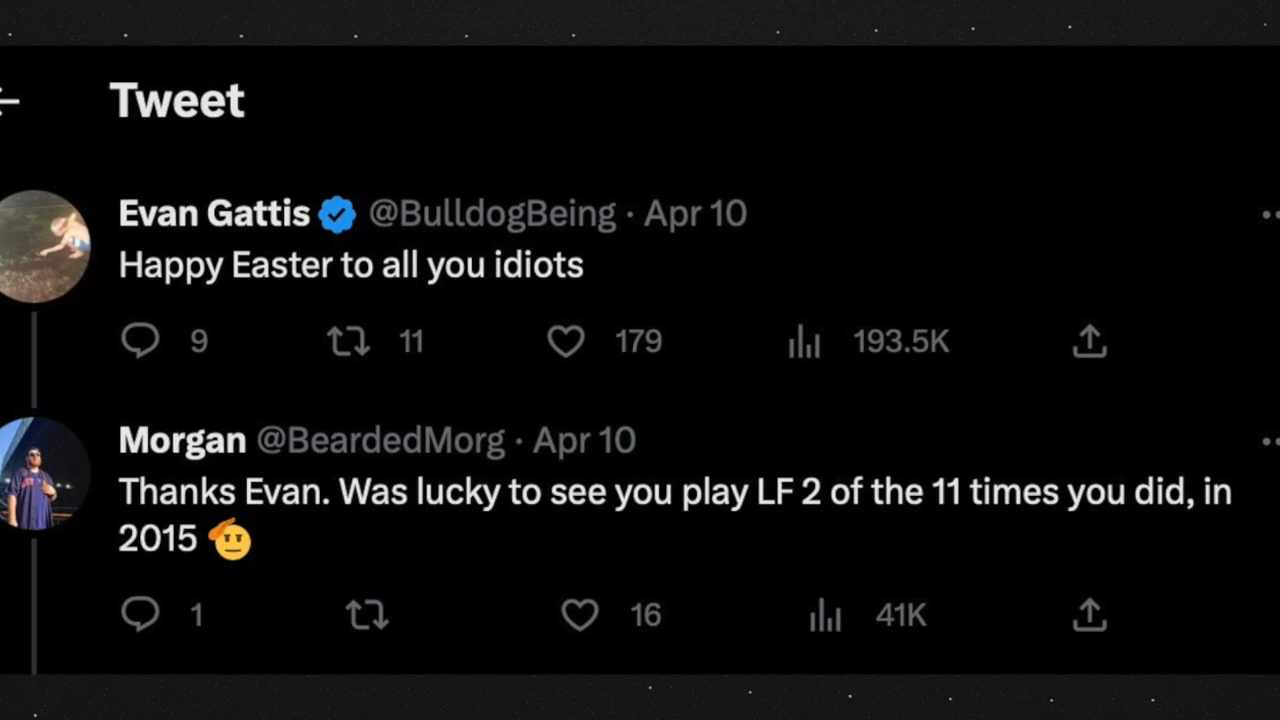 Tweet
Evan Gattis @BulldogBeing · Apr 10
Happy Easter to all you idiots
9 11 179 193.5K
Morgan @BeardedMorg · Apr 10
Thanks Evan. Was lucky to see you play LF 2 of the 11 times you did, in
2015 🫡
1 16 41K